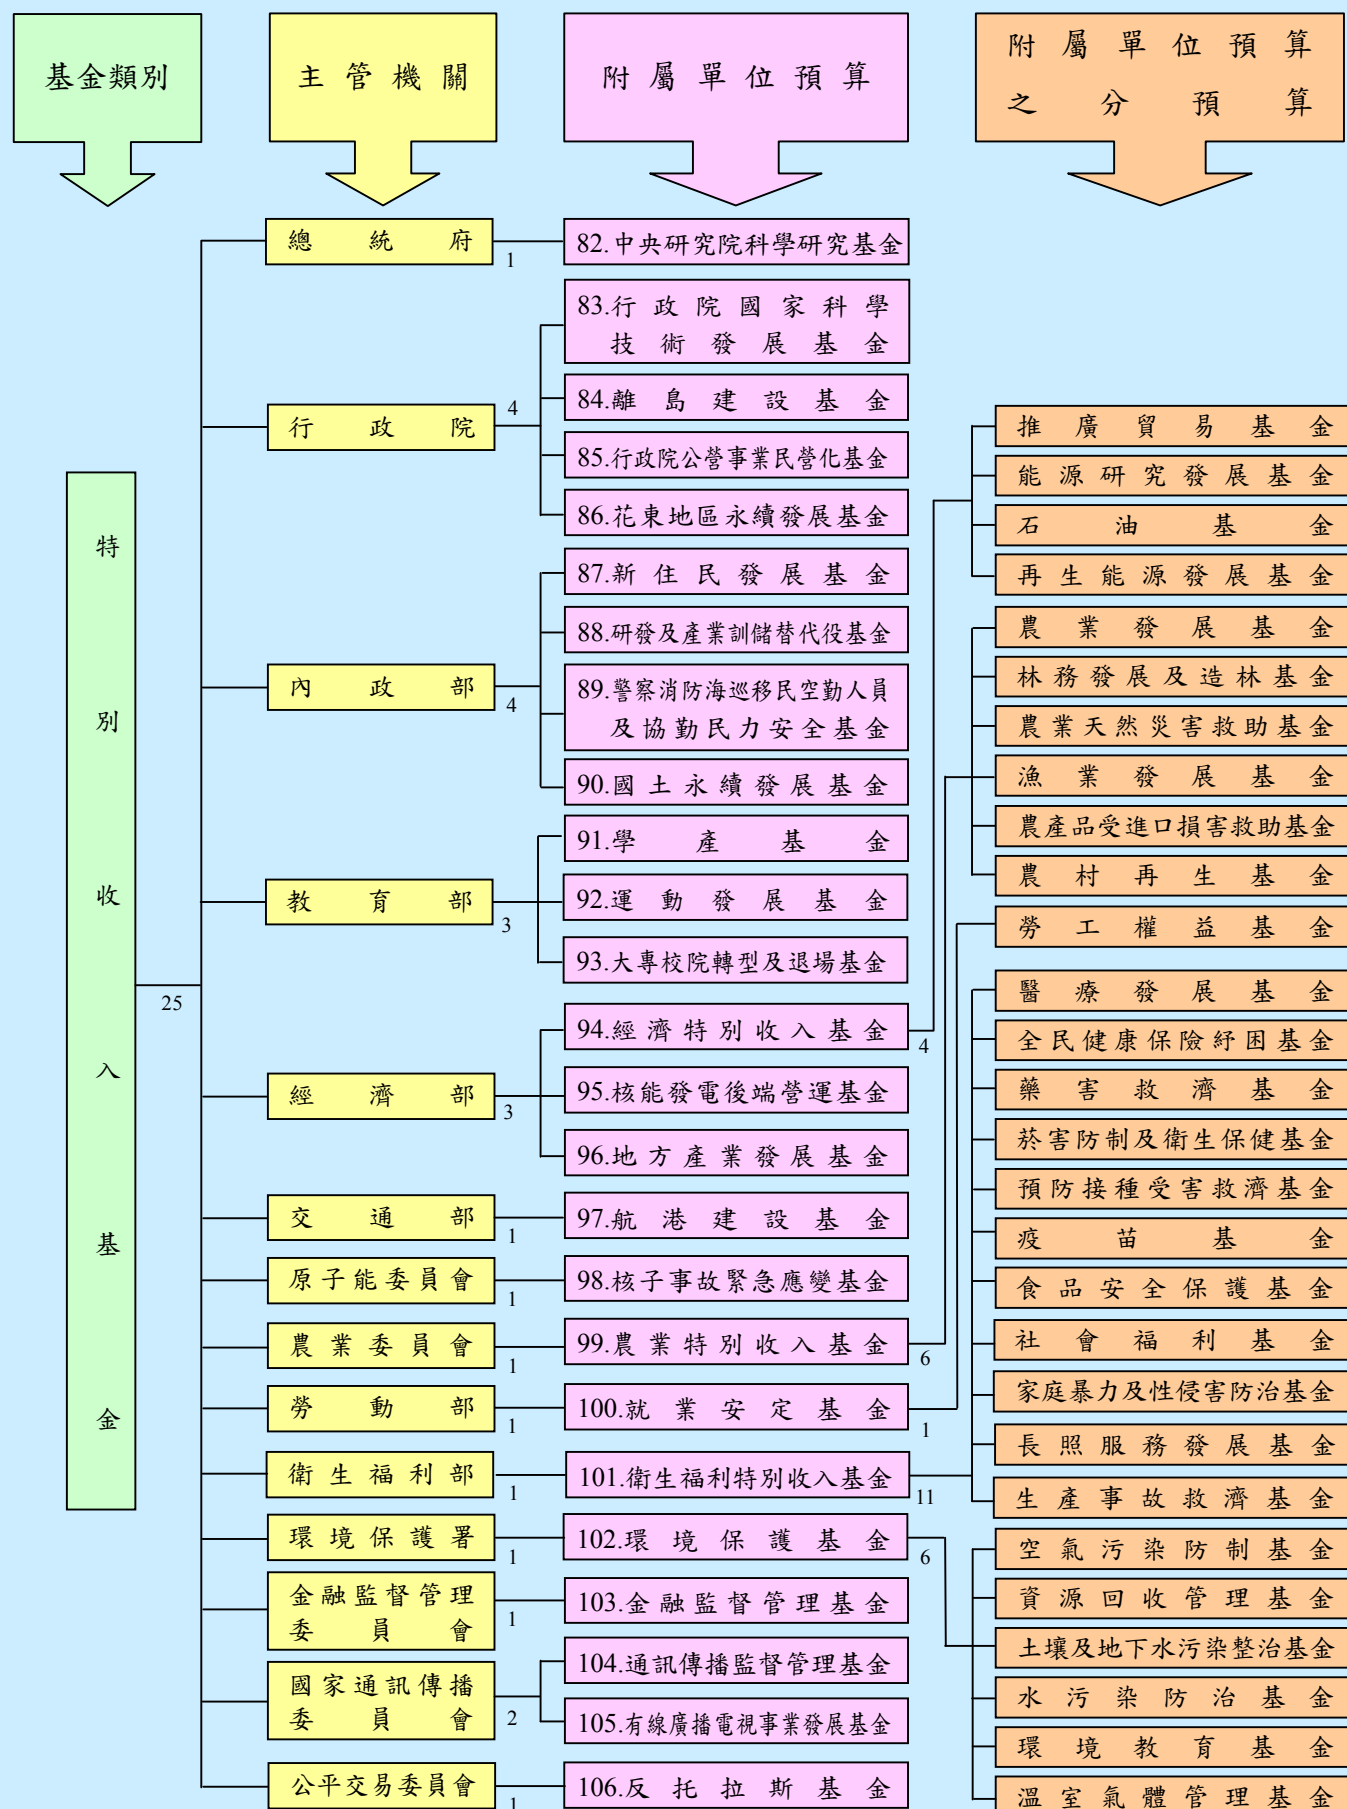 基金類別
主管機關
附屬單位預算
附屬單位預算
之分預算
特別收入基金
25
總統府
1
82.中央研究院科學研究基金
行政院
4
83.行政院國家科學
技術發展基金
84.離島建設基金
85.行政院公營事業民營化基金
86.花東地區永續發展基金
內政部
4
87.新住民發展基金
88.研發及產業訓儲替代役基金
89.警察消防海巡移民空勤人員
及協勤民力安全基金
90.國土永續發展基金
教育部
3
91.學產基金
92.運動發展基金
93.大專校院轉型及退場基金
經濟部
3
94.經濟特別收入基金
4
95.核能發電後端營運基金
96.地方產業發展基金
交通部
1
97.航港建設基金
原子能委員會
1
98.核子事故緊急應變基金
農業委員會
1
99.農業特別收入基金
6
勞動部
1
100.就業安定基金
1
衛生福利部
1
101.衛生福利特別收入基金
11
環境保護署
1
102.環境保護基金
6
金融監督管理
委員會
1
103.金融監督管理基金
國家通訊傳播
委員會
2
104.通訊傳播監督管理基金
105.有線廣播電視事業發展基金
公平交易委員會
1
106.反托拉斯基金
推廣貿易基金
能源研究發展基金
石油基金
再生能源發展基金
農業發展基金
林務發展及造林基金
農業天然災害救助基金
漁業發展基金
農產品受進口損害救助基金
農村再生基金
勞工權益基金
醫療發展基金
全民健康保險紓困基金
藥害救濟基金
菸害防制及衛生保健基金
預防接種受害救濟基金
疫苗基金
食品安全保護基金
社會福利基金
家庭暴力及性侵害防治基金
長照服務發展基金
生產事故救濟基金
空氣污染防制基金
資源回收管理基金
土壤及地下水污染整治基金
水污染防治基金
環境教育基金
溫室氣體管理基金